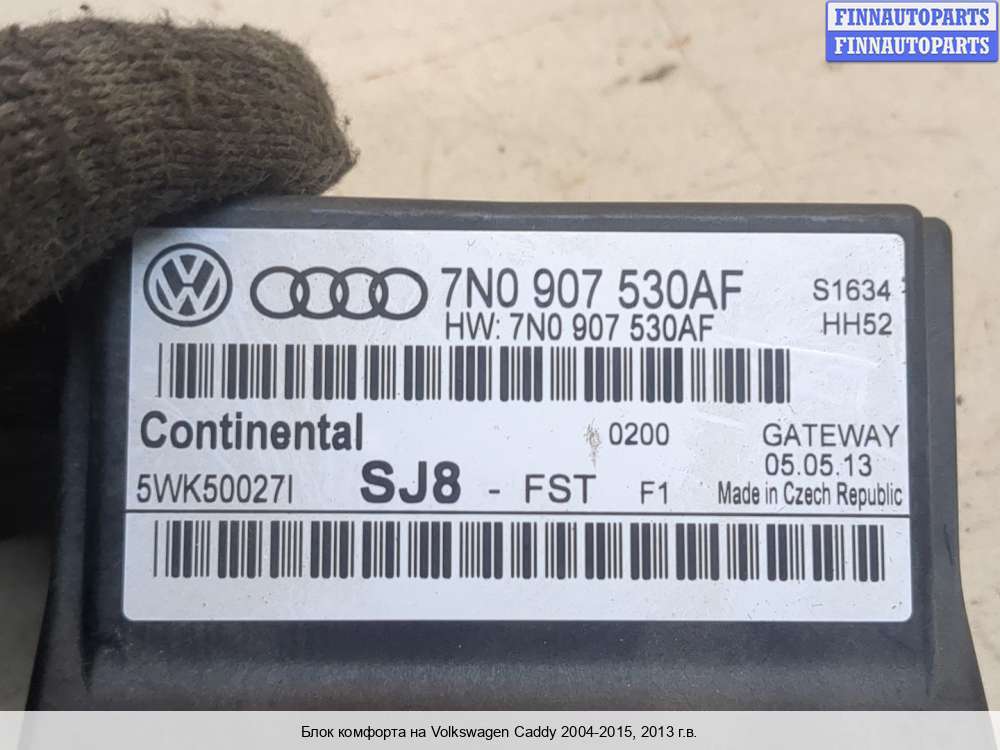 FINNAUTOPARTS
FINNAUTOPARTS
7N0 907 530AF
S1634
HW: 7N0 907 530AF
HH52
Continental
0200
GATEWAY
05.05.13
5WK50027I
SJ8 - FST F1
Made in Czech Republic
Блок комфорта на Volkswagen Caddy 2004-2015, 2013 г.в.